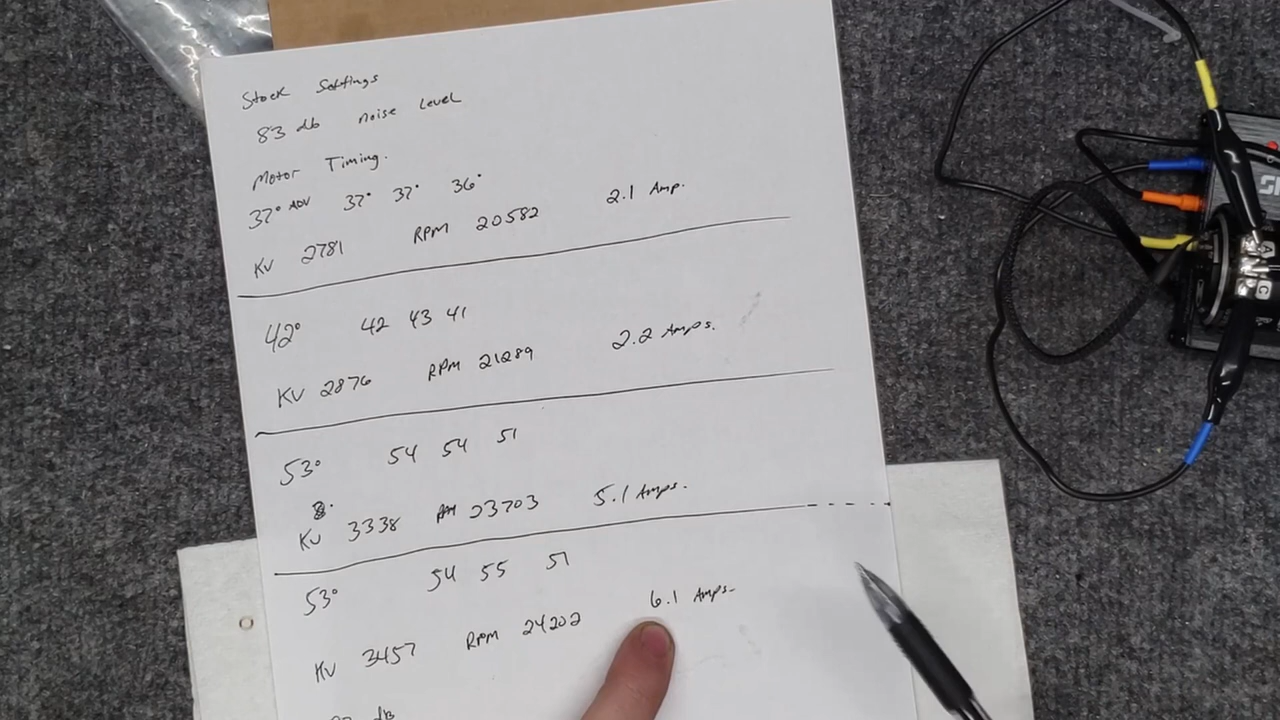 Stock Settings
83 db noise Level
Motor Timing.
37° ADV 37° 37° 36°
KV 2781 RPM 20582 2.1 Amp.
42° 42 43 41
KV 2876 RPM 21289 2.2 Amps.
53° 54 54 51
KV 3338 RPM 23703 5.1 Amps.
53° 54 55 51
KV 3457 RPM 24202 6.1 Amps-
db
A
C